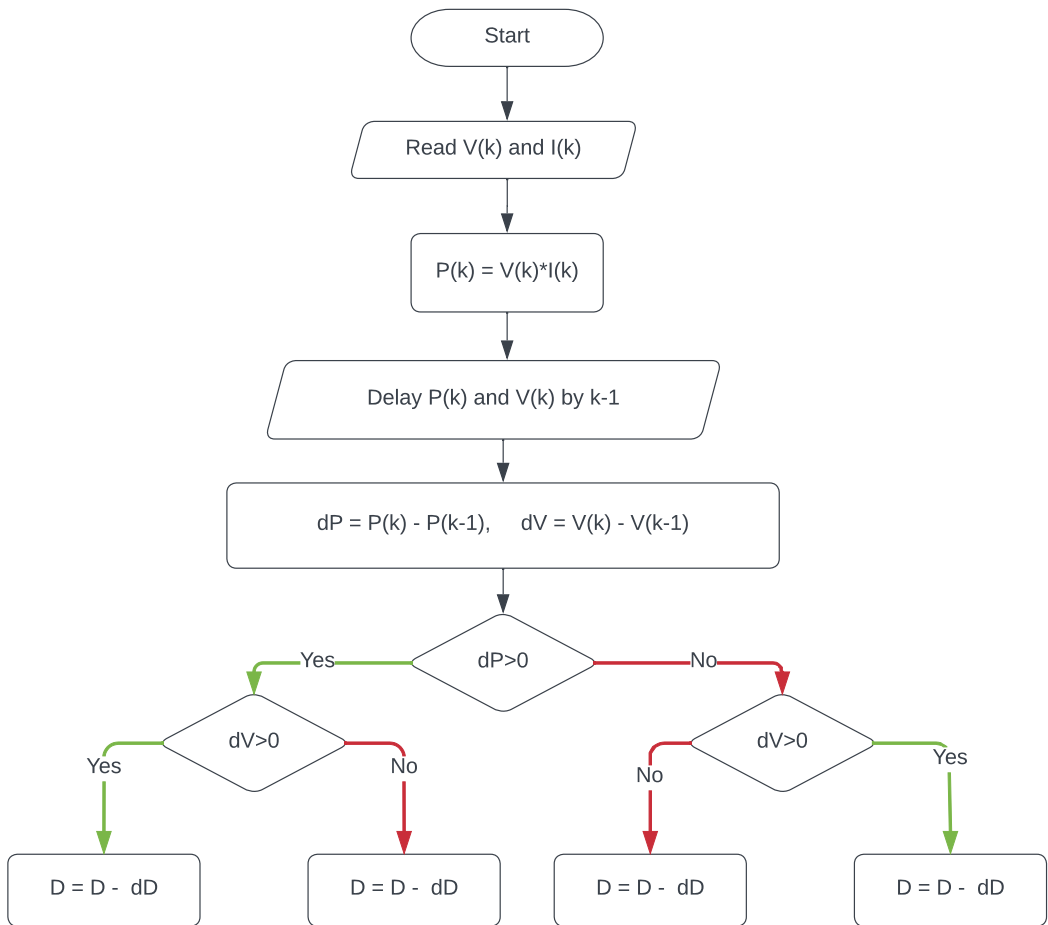 Start
Read V(k) and I(k)
P(k) = V(k)*I(k)
Delay P(k) and V(k) by k-1
dP = P(k) - P(k-1), dV = V(k) - V(k-1)
dP>0
Yes
No
dV>0
dV>0
Yes
No
No
Yes
D = D - dD
D = D - dD
D = D - dD
D = D - dD